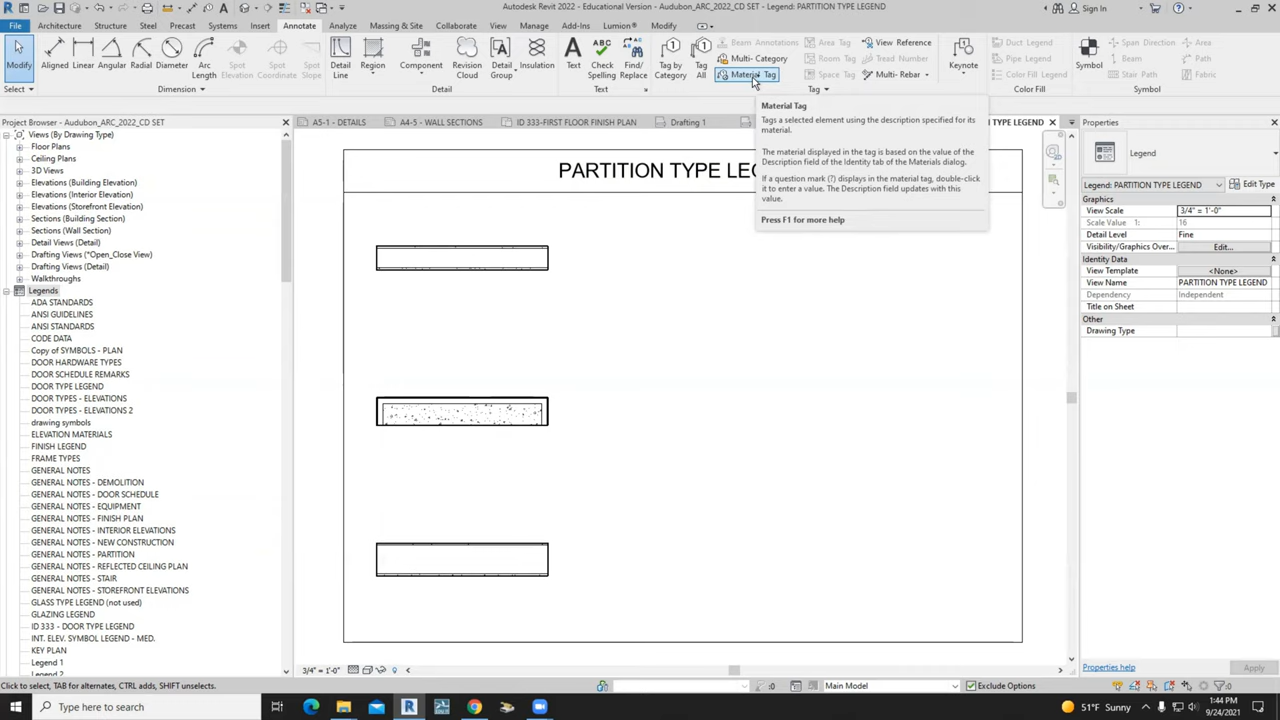 Autodesk Revit 2022 - Educational Version - Audubon_ARC_2022_CD SET - Legend: PARTITION TYPE LEGEND
Sign In
File Architecture Structure Steel Precast Systems Insert Annotate Analyze Massing & Site Collaborate View Manage Add-Ins Lumion® Modify
Modify
Aligned Linear Angular Radial Diameter Arc Length Spot Elevation Spot Coordinate Spot Slope
Detail Line Region Component Revision Cloud Detail Group Insulation
Text Check Spelling Find/ Replace
Tag by Category Tag All
Beam Annotations
Multi- Category
Material Tag
Area Tag
Room Tag
Space Tag
View Reference
Tread Number
Multi- Rebar
Keynote
Duct Legend
Pipe Legend
Color Fill Legend
Symbol
Span Direction
Beam
Stair Path
Area
Path
Fabric
Select Dimension Detail Text Tag Color Fill Symbol
Project Browser - Audubon_ARC_2022_CD SET
Views (By Drawing Type)
Floor Plans
Ceiling Plans
3D Views
Elevations (Building Elevation)
Elevations (Interior Elevation)
Elevations (Storefront Elevation)
Sections (Building Section)
Sections (Wall Section)
Detail Views (Detail)
Drafting Views (*Open_Close View)
Drafting Views (Detail)
Walkthroughs
Legends
ADA STANDARDS
ANSI GUIDELINES
ANSI STANDARDS
CODE DATA
Copy of SYMBOLS - PLAN
DOOR HARDWARE TYPES
DOOR SCHEDULE REMARKS
DOOR TYPE LEGEND
DOOR TYPES - ELEVATIONS
DOOR TYPES - ELEVATIONS 2
drawing symbols
ELEVATION MATERIALS
FINISH LEGEND
FRAME TYPES
GENERAL NOTES
GENERAL NOTES - DEMOLITION
GENERAL NOTES - DOOR SCHEDULE
GENERAL NOTES - EQUIPMENT
GENERAL NOTES - FINISH PLAN
GENERAL NOTES - INTERIOR ELEVATIONS
GENERAL NOTES - NEW CONSTRUCTION
GENERAL NOTES - PARTITION
GENERAL NOTES - REFLECTED CEILING PLAN
GENERAL NOTES - STAIR
GENERAL NOTES - STOREFRONT ELEVATIONS
GLASS TYPE LEGEND (not used)
GLAZING LEGEND
ID 333 - DOOR TYPE LEGEND
INT. ELEV. SYMBOL LEGEND - MED.
KEY PLAN
Legend 1
Legend 2
A5-1 - DETAILS
A4-5 - WALL SECTIONS
ID 333-FIRST FLOOR FINISH PLAN
Drafting 1
TYPE LEGEND
PARTITION TYPE LEG
Material Tag
Tags a selected element using the description specified for its
material.
The material displayed in the tag is based on the value of the
Description field of the Identity tab of the Materials dialog.
If a question mark (?) displays in the material tag, double-click
it to enter a value. The Description field updates with this
value.
Press F1 for more help
Properties
Legend
Legend: PARTITION TYPE LEGEND Edit Type
Graphics
View Scale 3/4" = 1'-0"
Scale Value 1: 16
Detail Level Fine
Visibility/Graphics Over... Edit...
Identity Data
View Template <None>
View Name PARTITION TYPE LEGEND
Dependency Independent
Title on Sheet
Other
Drawing Type
Properties help Apply
3/4" = 1'-0"
Click to select, TAB for alternates, CTRL adds, SHIFT unselects.
:0
Main Model
Exclude Options
:0
Type here to search
51°F Sunny
1:44 PM
9/24/2021